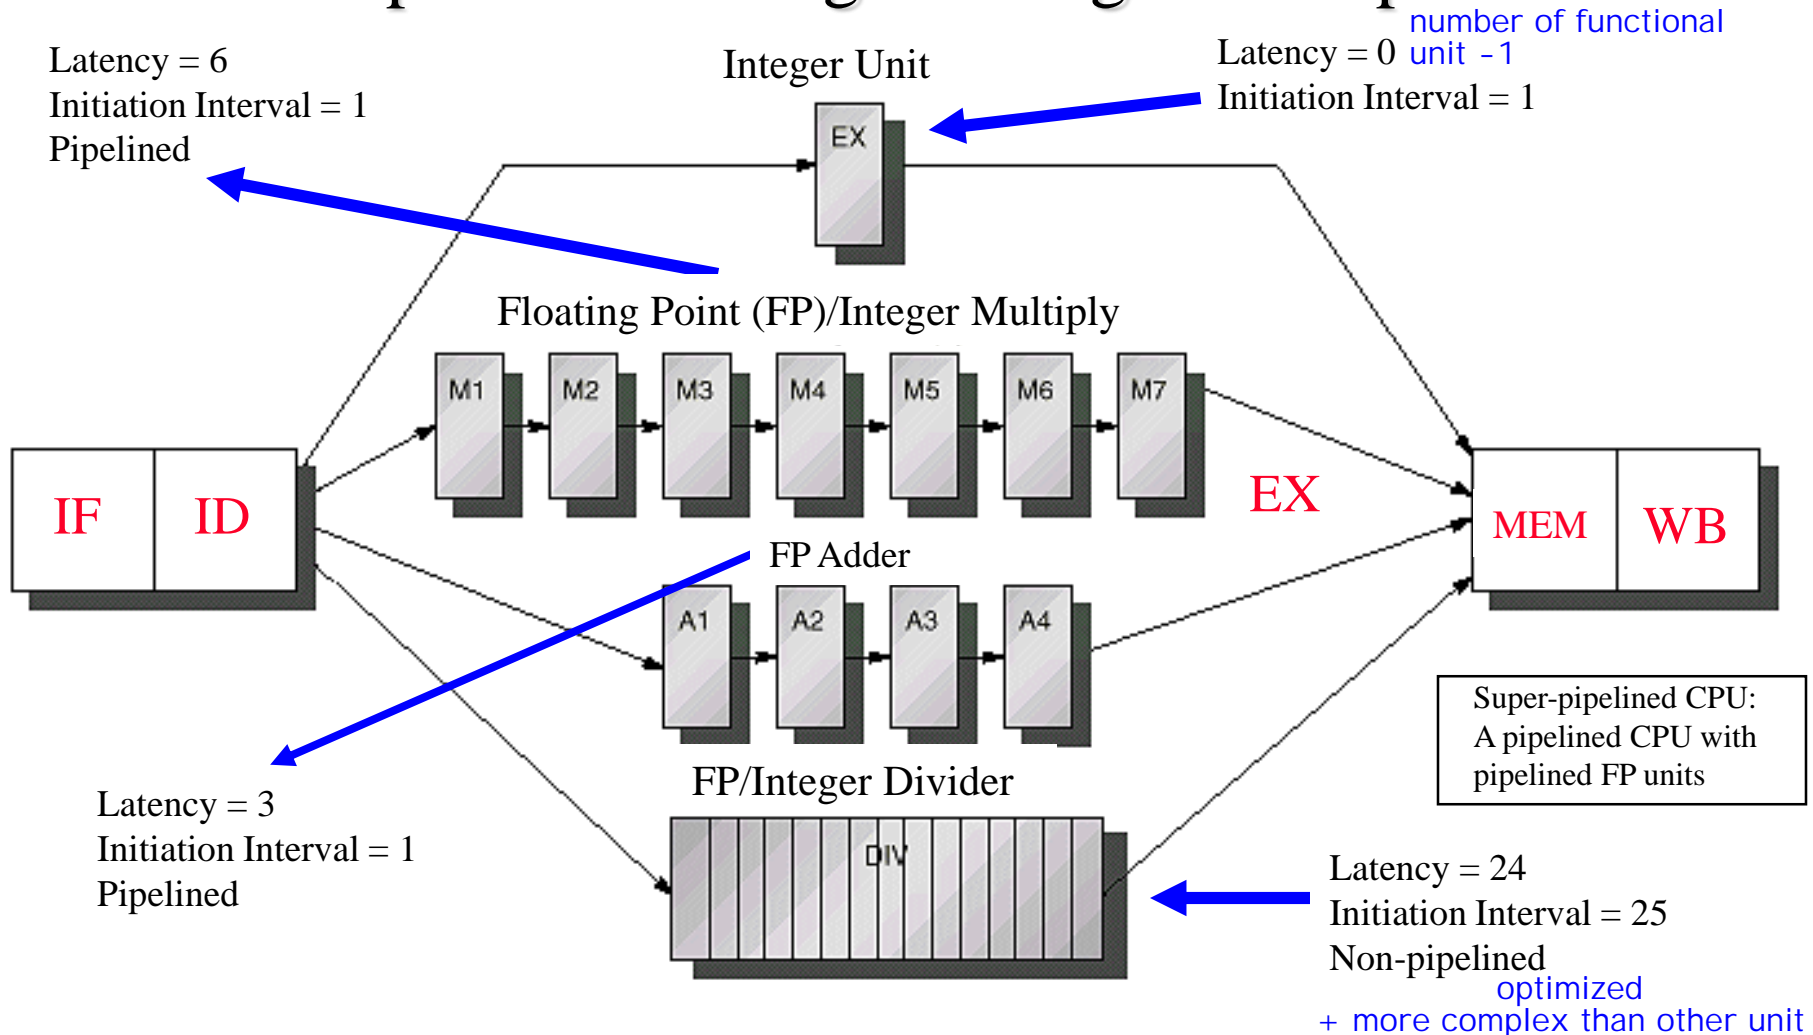 number of functional
unit -1
Latency = 6
Initiation Interval = 1
Pipelined
Integer Unit
Latency = 0
Initiation Interval = 1
EX
Floating Point (FP)/Integer Multiply
M1 M2 M3 M4 M5 M6 M7
IF ID
EX
MEM WB
FP Adder
A1 A2 A3 A4
Super-pipelined CPU:
A pipelined CPU with
pipelined FP units
Latency = 3
Initiation Interval = 1
Pipelined
FP/Integer Divider
DIV
Latency = 24
Initiation Interval = 25
Non-pipelined
optimized
+ more complex than other unit